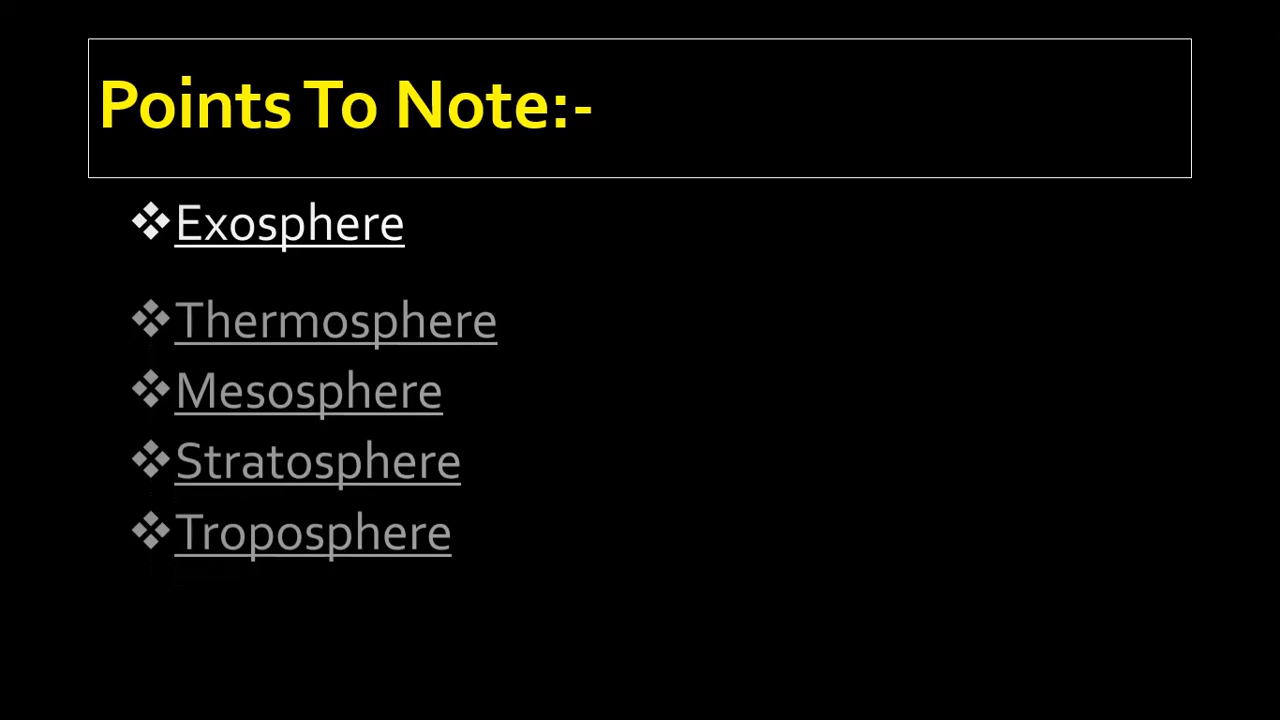 Points To Note:-
❖Exosphere
❖Thermosphere
❖Mesosphere
❖Stratosphere
❖Troposphere